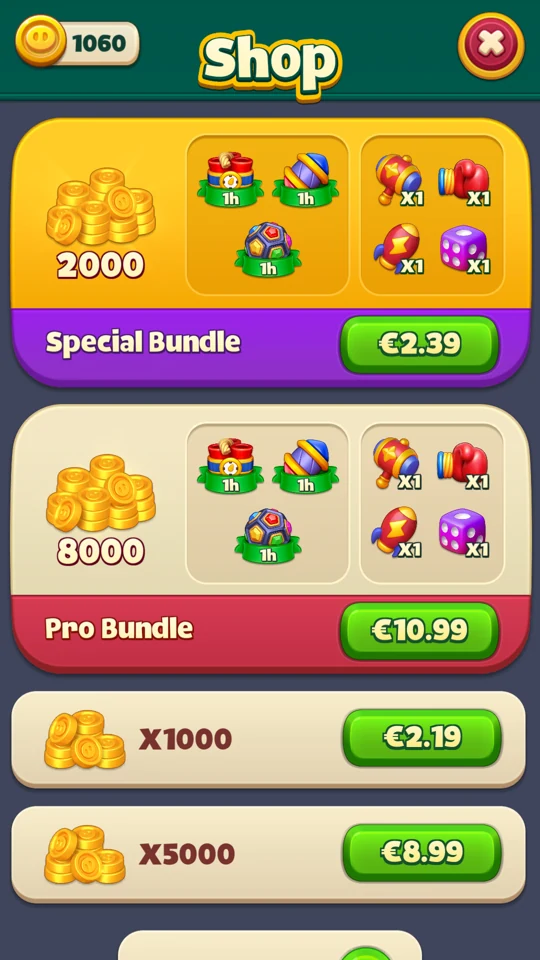 1060
Shop
1h
1h
1h
X1
X1
X1
X1
2000
Special Bundle
€2.39
1h
1h
1h
X1
X1
X1
X1
8000
Pro Bundle
€10.99
X1000
€2.19
X5000
€8.99